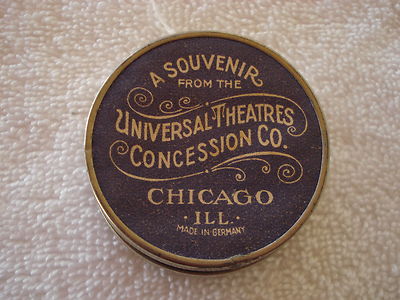 A SOUVENIR
FROM THE
UNIVERSAL-THEATRES
CONCESSION CO.
CHICAGO
·ILL·
MADE IN GERMANY